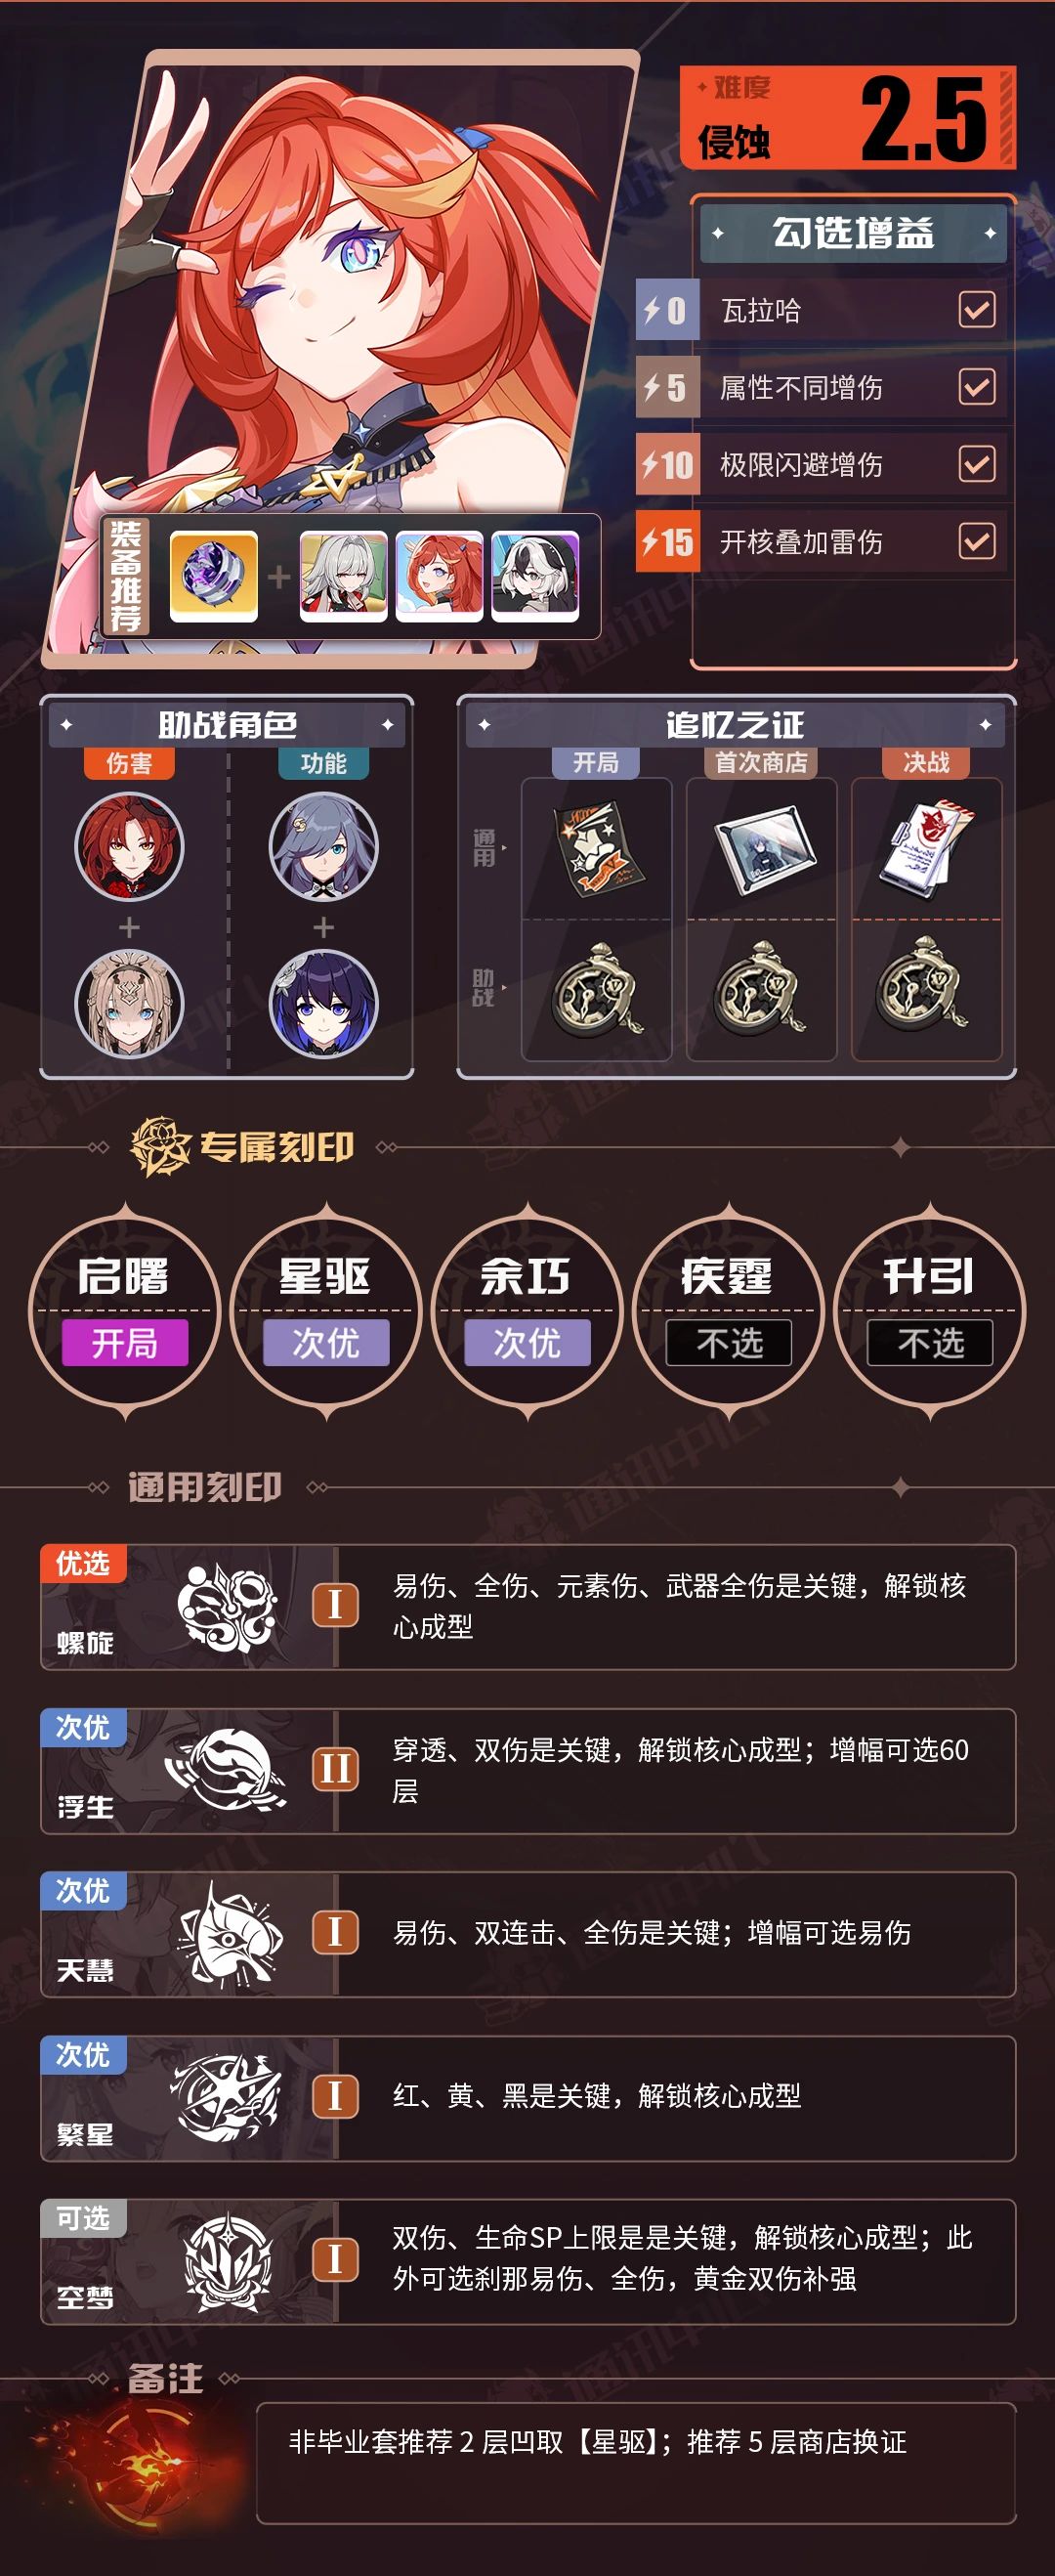 难度
侵蚀
2.5
勾选增益
0 瓦拉哈
5 属性不同增伤
10 极限闪避增伤
15 开核叠加雷伤
装备推荐
助战角色
伤害
功能
追忆之证
开局
首次商店
决战
通用
助战
专属刻印
启曙
开局
星驱
次优
余巧
次优
疾霆
不选
升引
不选
通用刻印
优选
螺旋
I
易伤、全伤、元素伤、武器全伤是关键，解锁核
心成型
次优
浮生
II
穿透、双伤是关键，解锁核心成型；增幅可选60
层
次优
天慧
I
易伤、双连击、全伤是关键；增幅可选易伤
次优
繁星
I
红、黄、黑是关键，解锁核心成型
可选
空梦
I
双伤、生命SP上限是是关键，解锁核心成型；此
外可选刹那易伤、全伤，黄金双伤补强
备注
非毕业套推荐 2 层凹取【星驱】；推荐 5 层商店换证
通讯中心